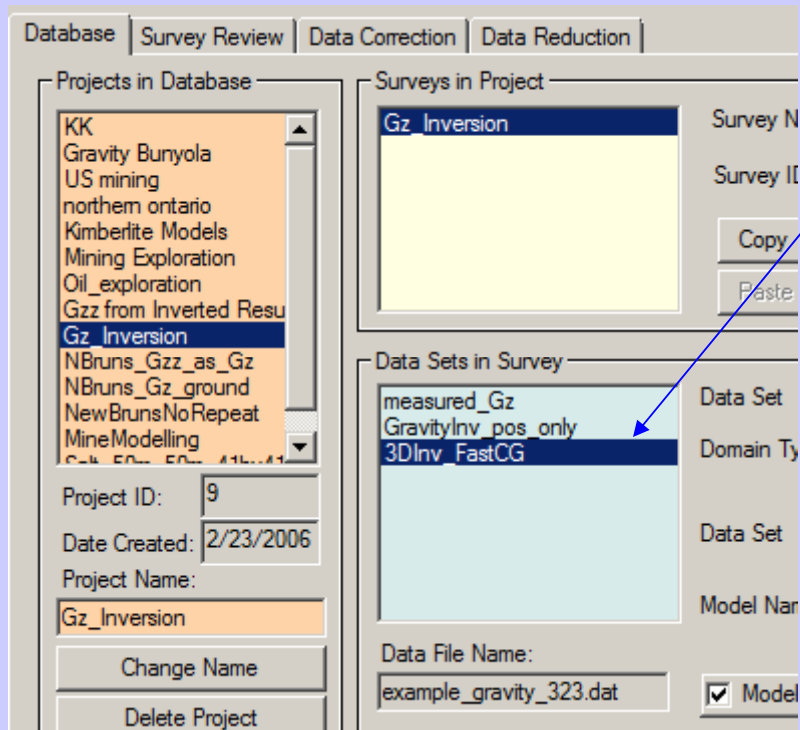 Database Survey Review Data Correction Data Reduction
Projects in Database
KK
Gravity Bunyola
US mining
northern ontario
Kimberlite Models
Mining Exploration
Oil_exploration
Gzz from Inverted Resu
Gz_Inversion
NBruns_Gzz_as_Gz
NBruns_Gz_ground
NewBrunsNoRepeat
MineModelling
Project ID: 9
Date Created: 2/23/2006
Project Name:
Gz_Inversion
Change Name
Delete Project
Surveys in Project
Gz_Inversion
Survey N
Survey ID
Copy
Paste
Data Sets in Survey
measured_Gz
GravityInv_pos_only
3DInv_FastCG
Data Set
Domain Ty
Data Set
Model Nar
Data File Name:
example_gravity_323.dat
Model